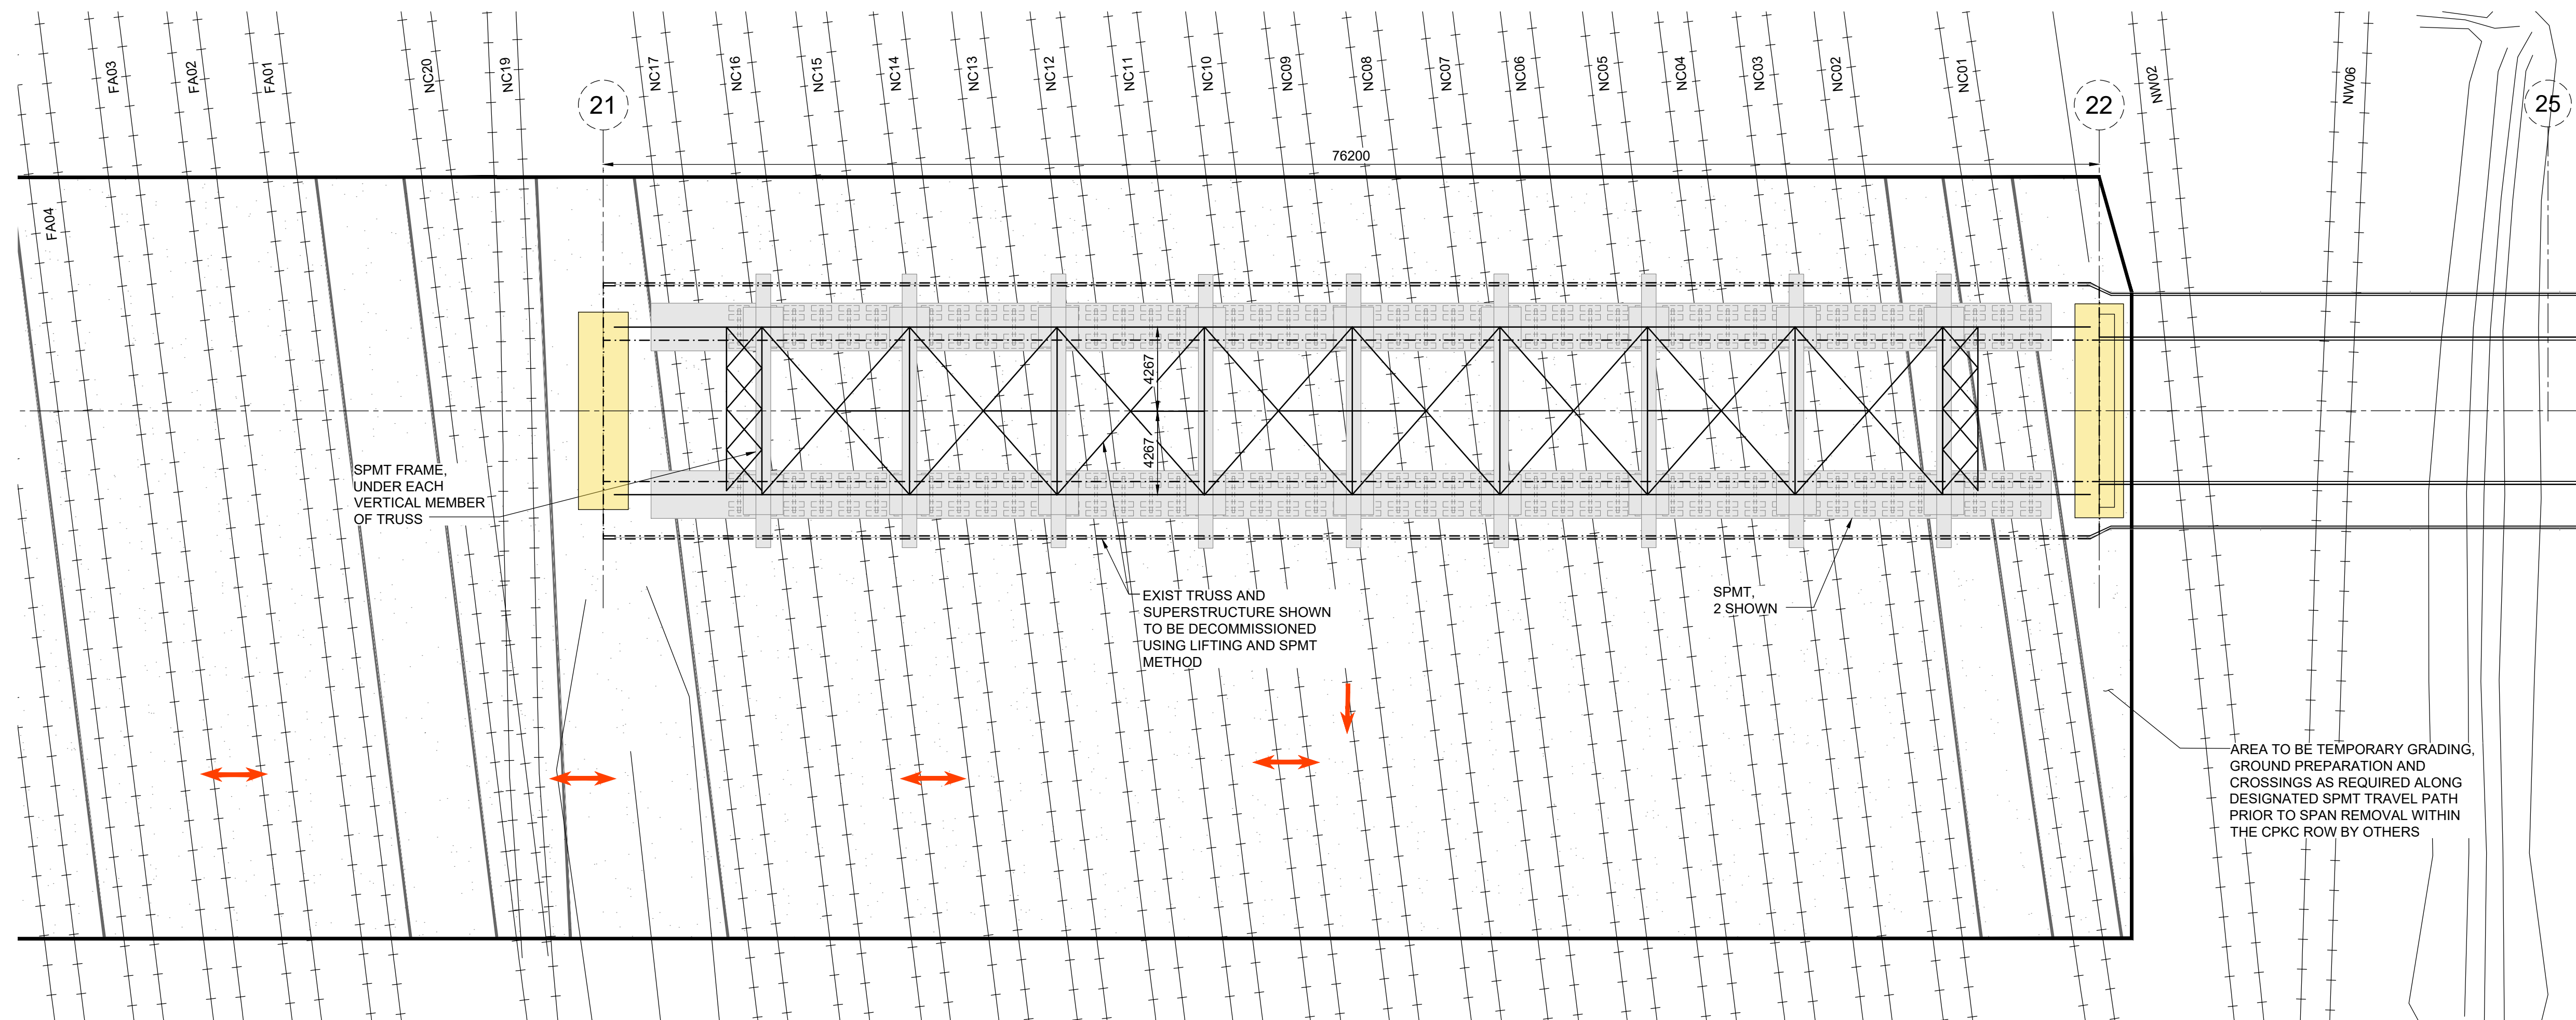 FA03
FA02
FA01
NC20
NC19
NC17
NC16
NC15
NC14
NC13
NC12
NC11
NC10
NC09
NC08
NC07
NC06
NC05
NC04
NC03
NC02
NC01
NW02
NW06
21
22
25
76200
FA04
4267
4267
SPMT FRAME,
UNDER EACH
VERTICAL MEMBER
OF TRUSS
EXIST TRUSS AND
SUPERSTRUCTURE SHOWN
TO BE DECOMMISSIONED
USING LIFTING AND SPMT
METHOD
SPMT,
2 SHOWN
AREA TO BE TEMPORARY GRADING,
GROUND PREPARATION AND
CROSSINGS AS REQUIRED ALONG
DESIGNATED SPMT TRAVEL PATH
PRIOR TO SPAN REMOVAL WITHIN
THE CPKC ROW BY OTHERS